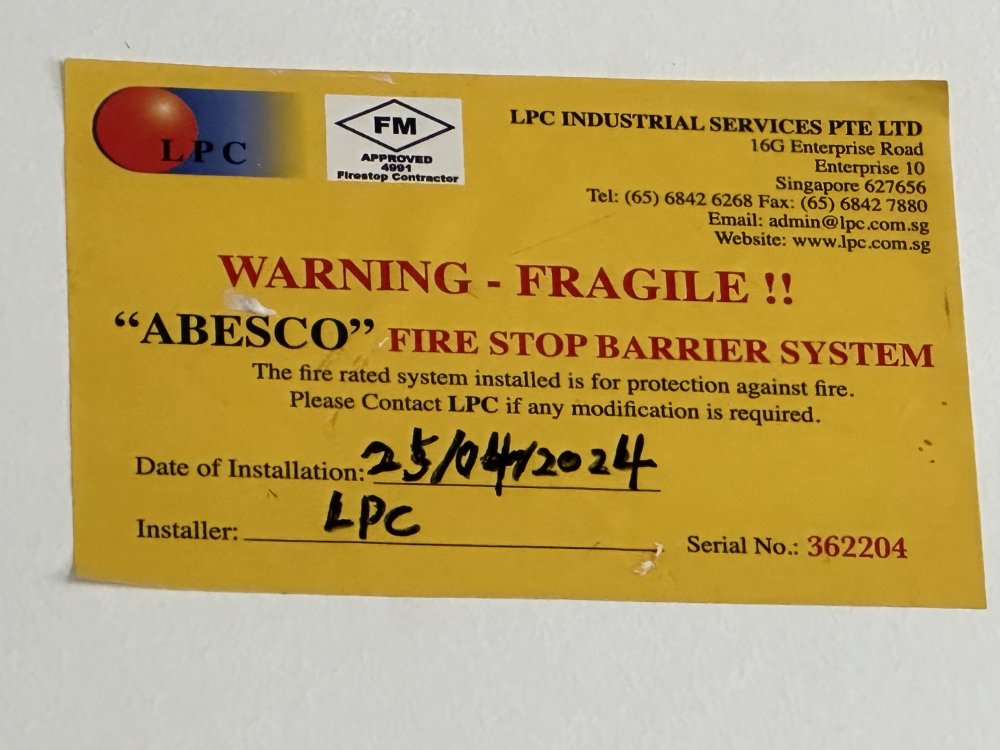 LPC
FM
APPROVED
4991
Firestop Contractor
LPC INDUSTRIAL SERVICES PTE LTD
16G Enterprise Road
Enterprise 10
Singapore 627656
Tel: (65) 6842 6268 Fax: (65) 6842 7880
Email: admin@lpc.com.sg
Website: www.lpc.com.sg
WARNING - FRAGILE !!
“ABESCO” FIRE STOP BARRIER SYSTEM
The fire rated system installed is for protection against fire.
Please Contact LPC if any modification is required.
Date of Installation: 25/04/2024
Installer: LPC
Serial No.: 362204